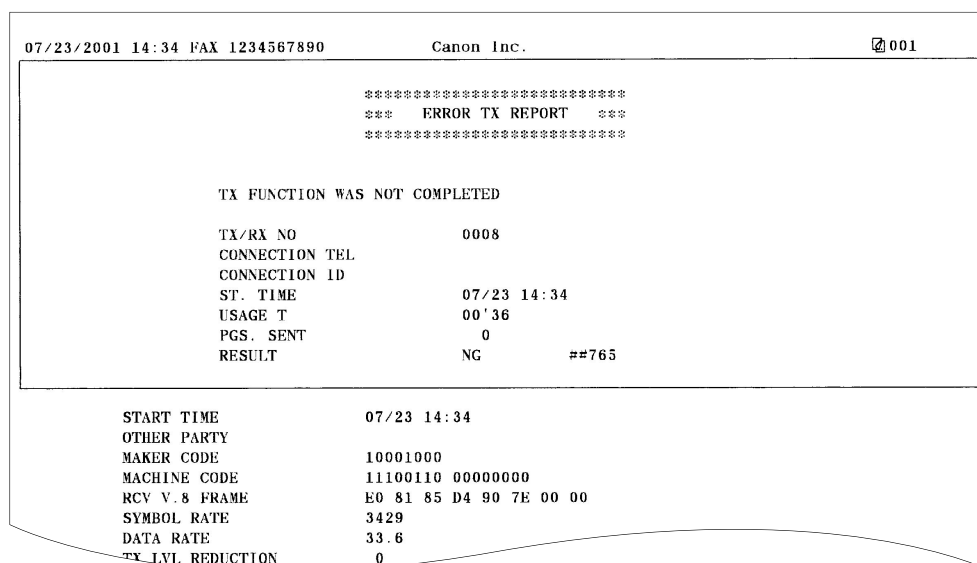 07/23/2001 14:34 FAX 1234567890 Canon Inc. 001
***************************
*** ERROR TX REPORT ***
***************************
TX FUNCTION WAS NOT COMPLETED
TX/RX NO 0008
CONNECTION TEL
CONNECTION ID
ST. TIME 07/23 14:34
USAGE T 00'36
PGS. SENT 0
RESULT NG ##765
START TIME 07/23 14:34
OTHER PARTY
MAKER CODE 10001000
MACHINE CODE 11100110 00000000
RCV V.8 FRAME E0 81 85 D4 90 7E 00 00
SYMBOL RATE 3429
DATA RATE 33.6
TX LVL REDUCTION 0